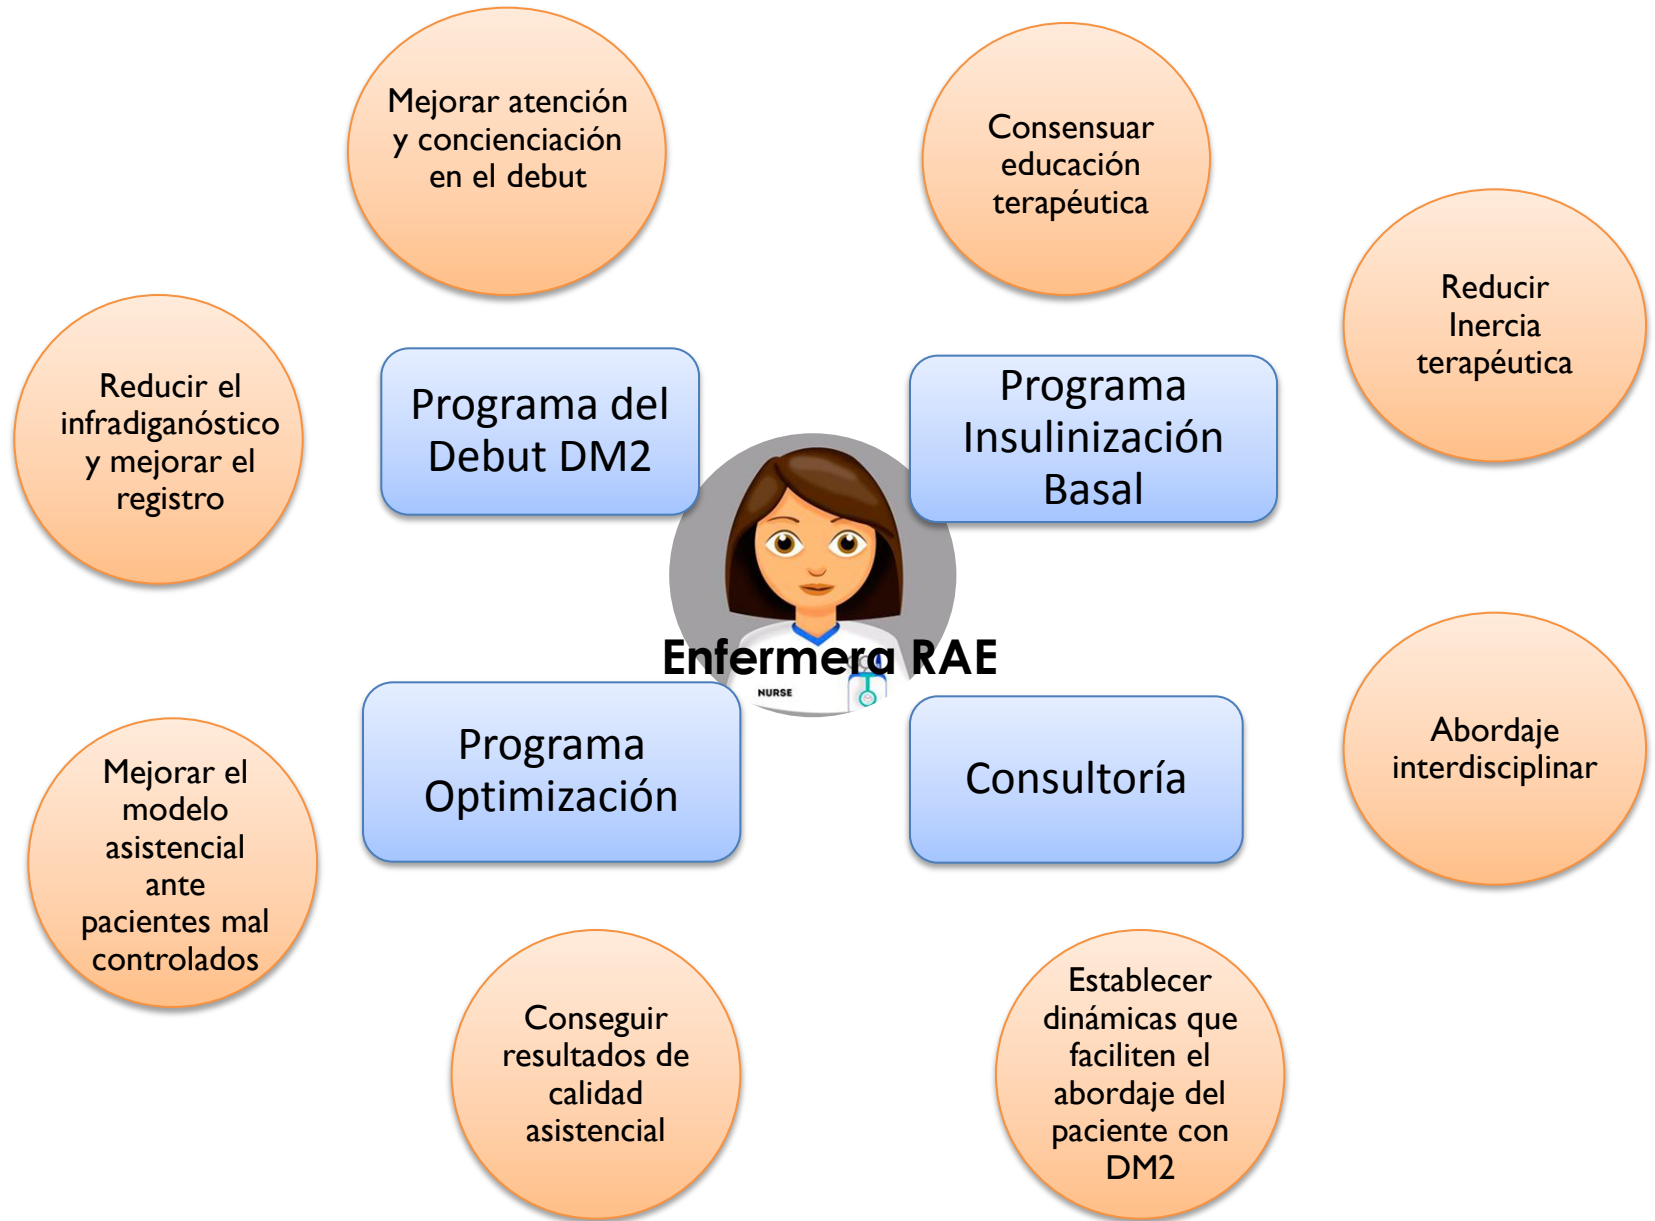 Mejorar atención
y concienciación
en el debut
Consensuar
educación
terapéutica
Reducir
Inercia
terapéutica
Reducir el
infradiganóstico
y mejorar el
registro
Programa del
Debut DM2
Programa
Insulinización
Basal
Enfermera RAE
NURSE
Programa
Optimización
Consultoría
Abordaje
interdisciplinar
Mejorar el
modelo
asistencial
ante
pacientes mal
controlados
Conseguir
resultados de
calidad
asistencial
Establecer
dinámicas que
faciliten el
abordaje del
paciente con
DM2